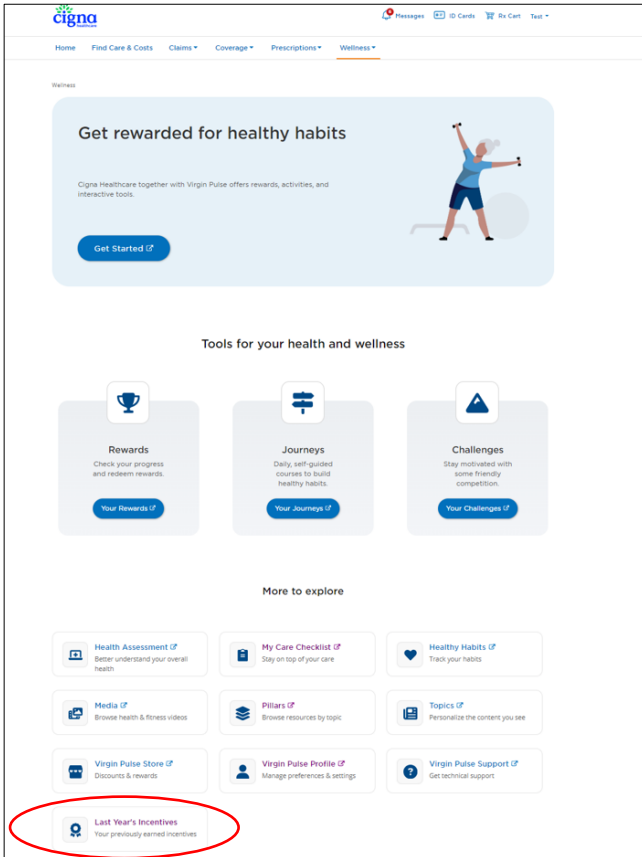 cigna
healthcare
Messages ID Cards Rx Cart Test
Home Find Care & Costs Claims Coverage Prescriptions Wellness
Wellness
Get rewarded for healthy habits
Cigna Healthcare together with Virgin Pulse offers rewards, activities, and
interactive tools.
Get Started
Tools for your health and wellness
Rewards
Check your progress
and redeem rewards.
Your Rewards
Journeys
Daily, self-guided
courses to build
healthy habits.
Your Journeys
Challenges
Stay motivated with
some friendly
competition.
Your Challenges
More to explore
Health Assessment
Better understand your overall
health
My Care Checklist
Stay on top of your care
Healthy Habits
Track your habits
Media
Browse health & fitness videos
Pillars
Browse resources by topic
Topics
Personalize the content you see
Virgin Pulse Store
Discounts & rewards
Virgin Pulse Profile
Manage preferences & settings
Virgin Pulse Support
Get technical support
Last Year's Incentives
Your previously earned incentives